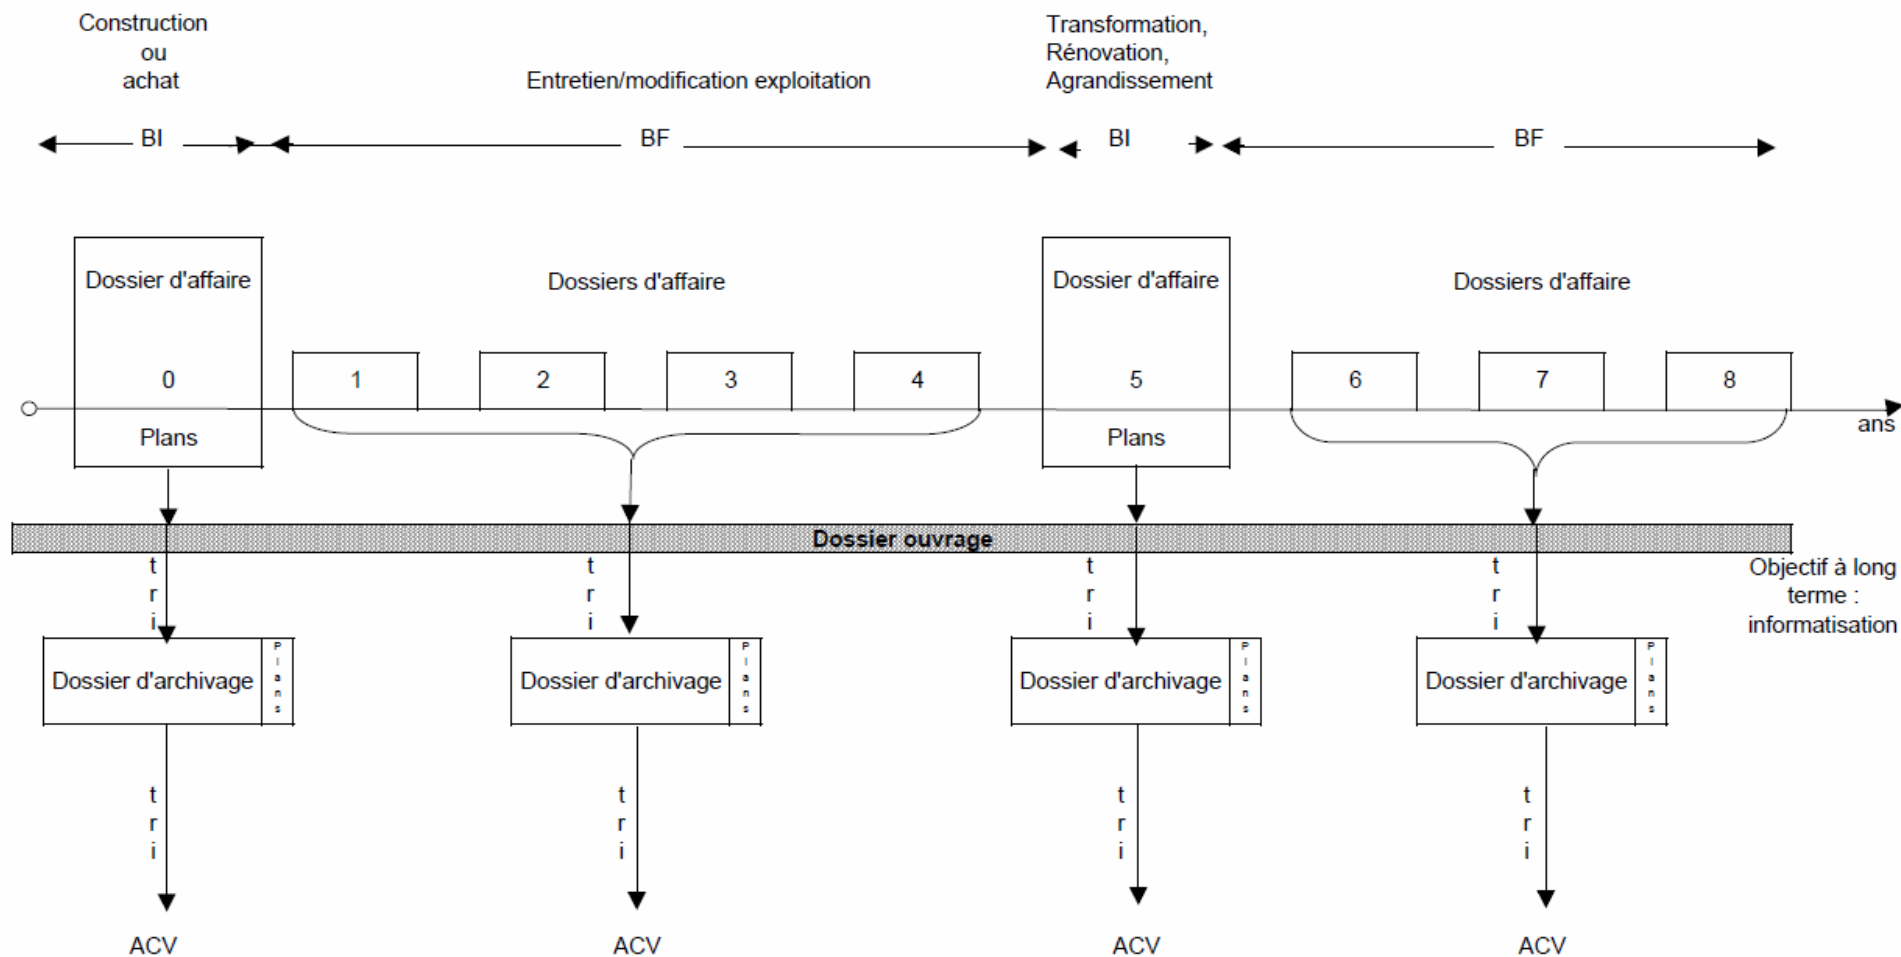 Construction
ou
achat
Entretien/modification exploitation
Transformation,
Rénovation,
Agrandissement
BI
BF
BI
BF
Dossier d'affaire
Dossiers d'affaire
Dossier d'affaire
Dossiers d'affaire
0
1
2
3
4
5
6
7
8
ans
Plans
Plans
Dossier ouvrage
tri
tri
tri
tri
Objectif à long
terme :
informatisation
Dossier d'archivage
Plans
Dossier d'archivage
Plans
Dossier d'archivage
Plans
Dossier d'archivage
Plans
tri
tri
tri
tri
ACV
ACV
ACV
ACV